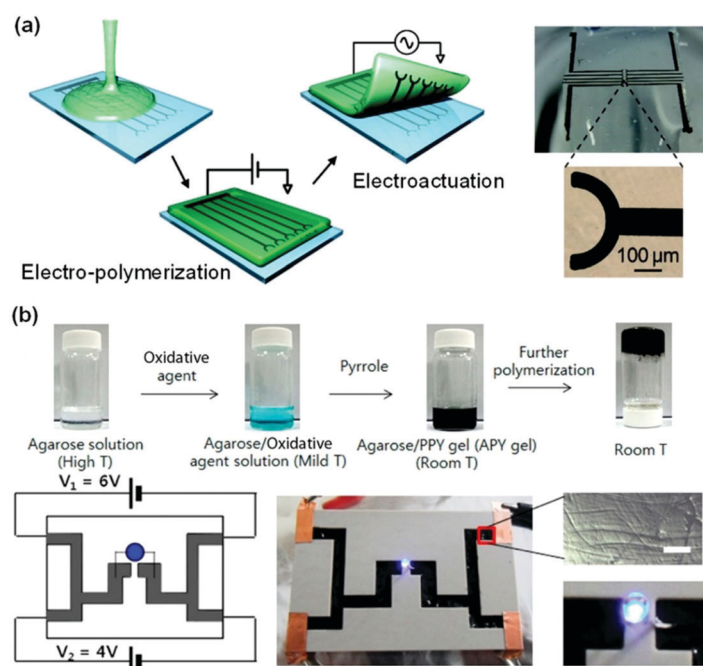 (a)
Electro-polymerization
Electroactuation
100 μm
(b)
Oxidative
agent
Pyrrole
Further
polymerization
Agarose solution
(High T)
Agarose/Oxidative
agent solution (Mild T)
Agarose/PPY gel (APY gel)
(Room T)
Room T
V₁ = 6V
V₂ = 4V